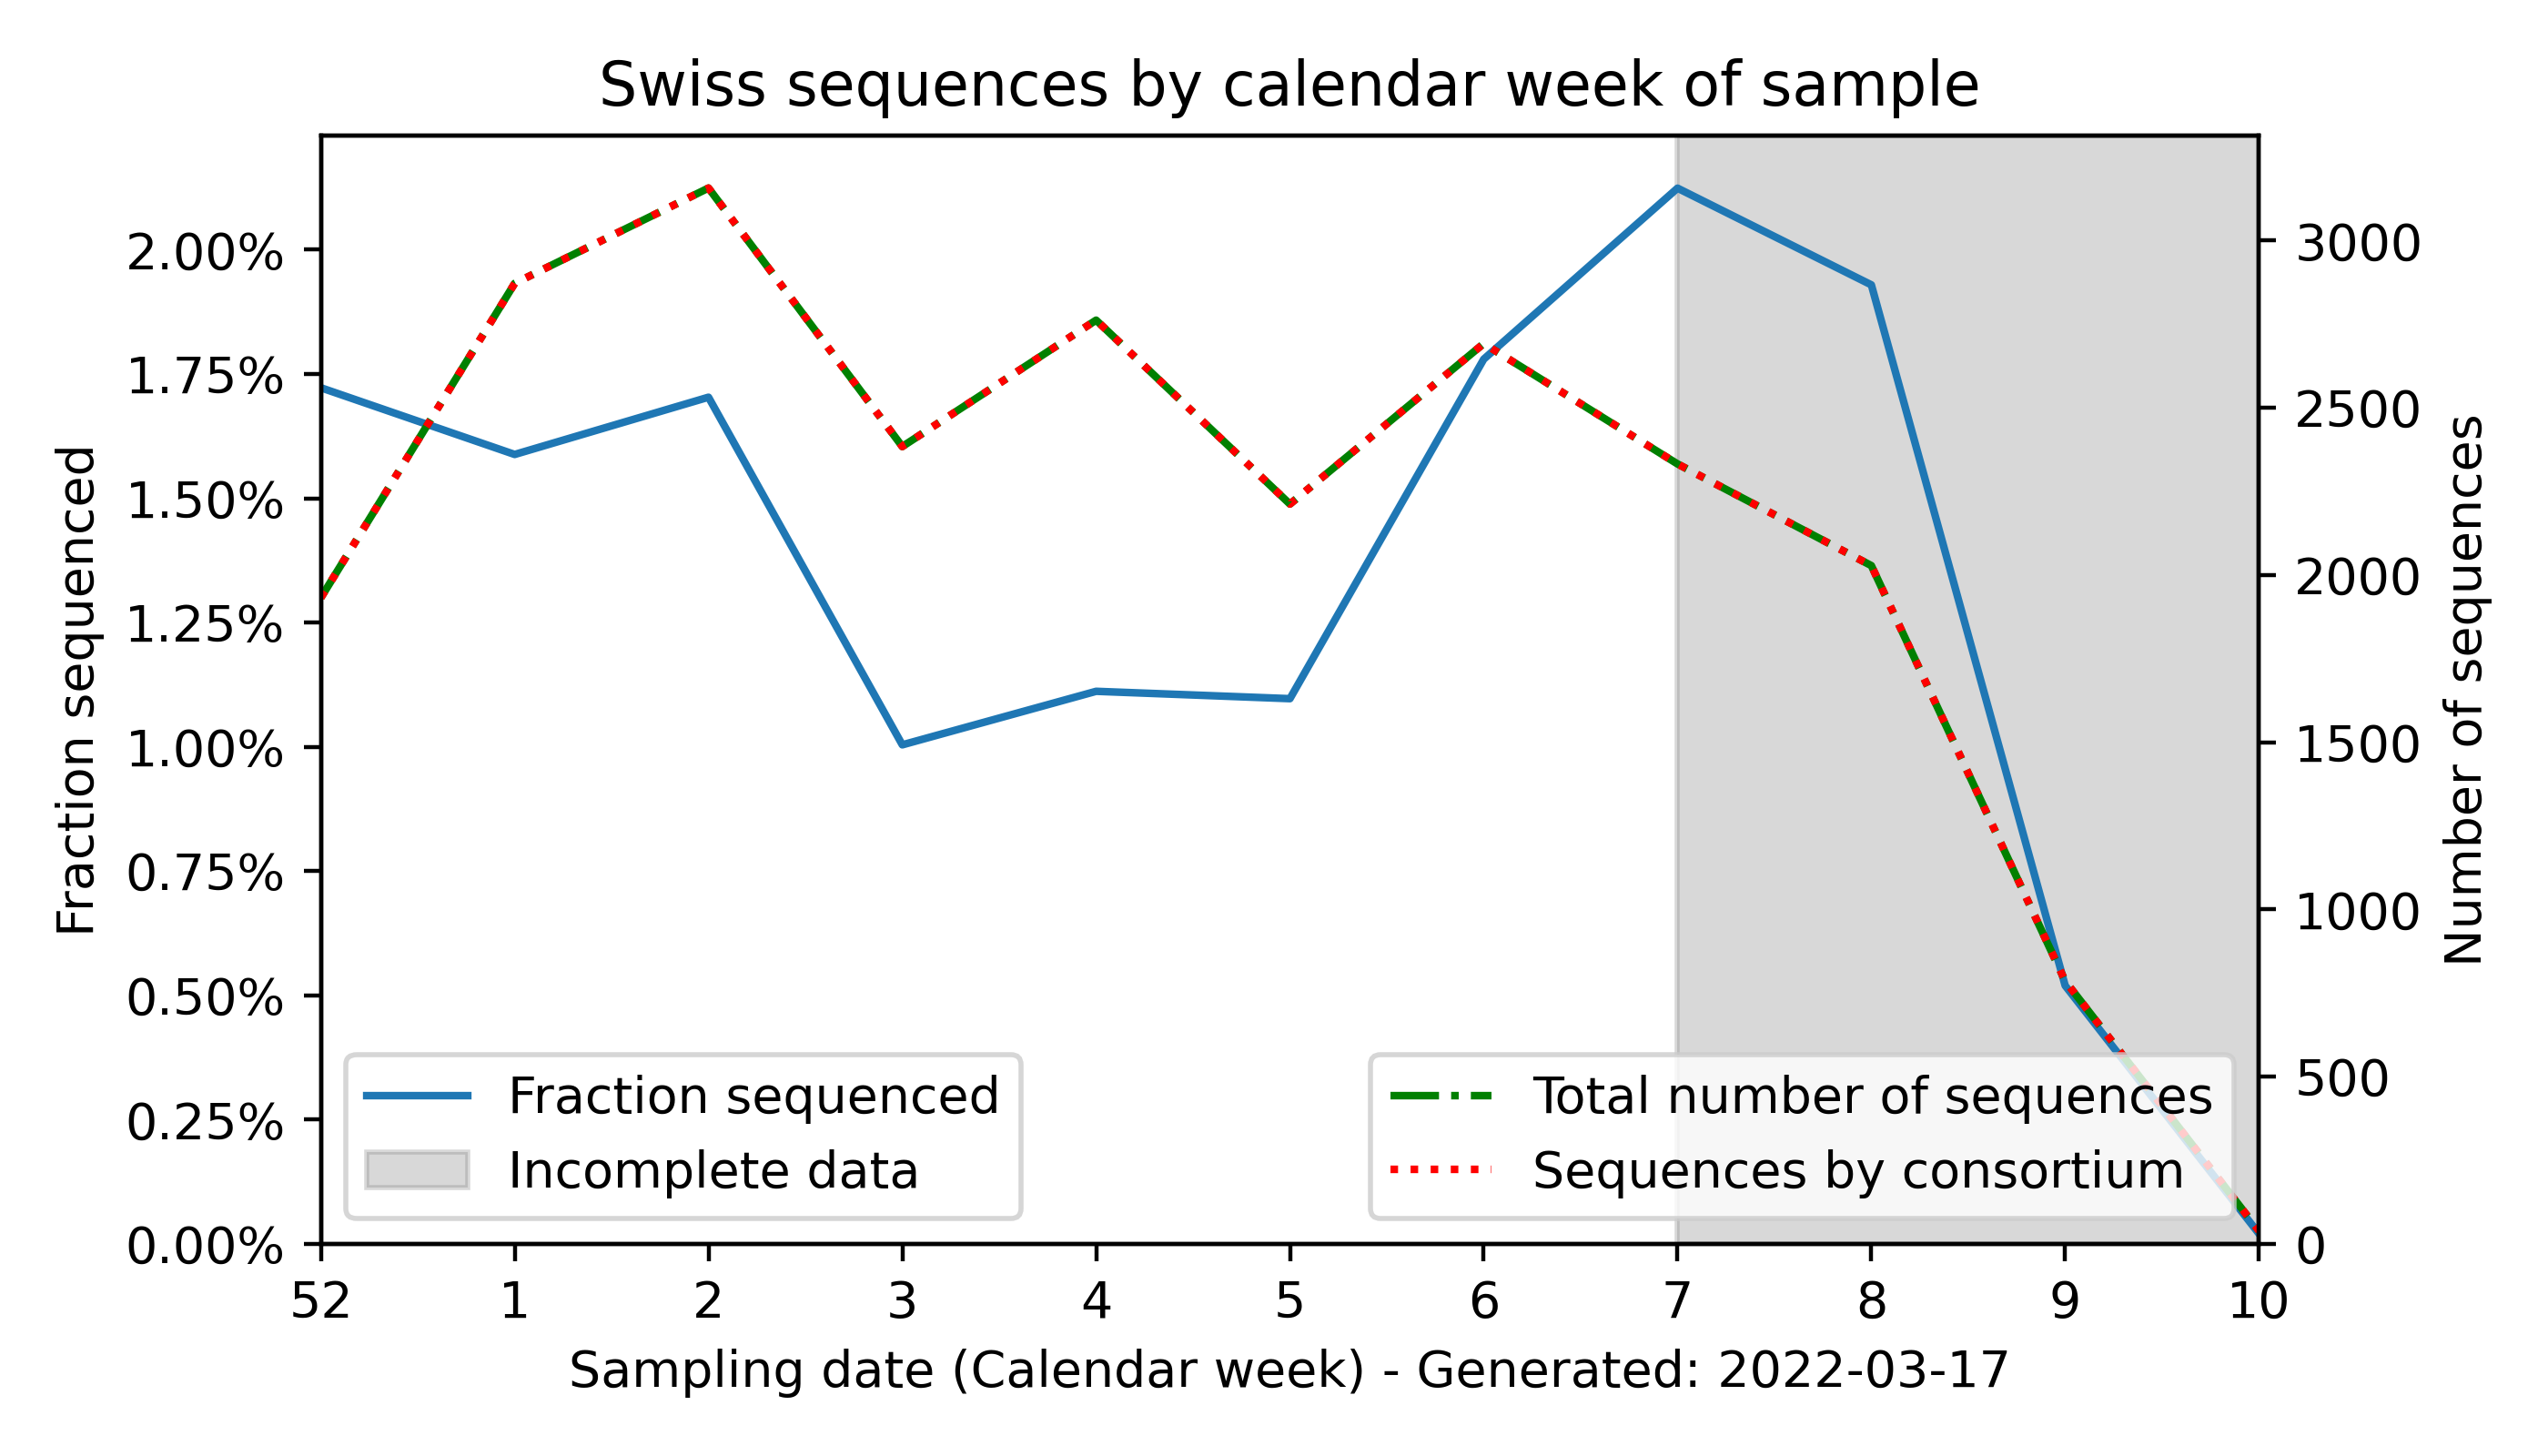 Swiss sequences by calendar week of sample
Fraction sequenced
2.00%
1.75%
1.50%
1.25%
1.00%
0.75%
0.50%
0.25%
0.00%
3000
2500
2000
1500
1000
500
0
Number of sequences
Fraction sequenced
Incomplete data
Total number of sequences
Sequences by consortium
52 1 2 3 4 5 6 7 8 9 10
Sampling date (Calendar week) - Generated: 2022-03-17